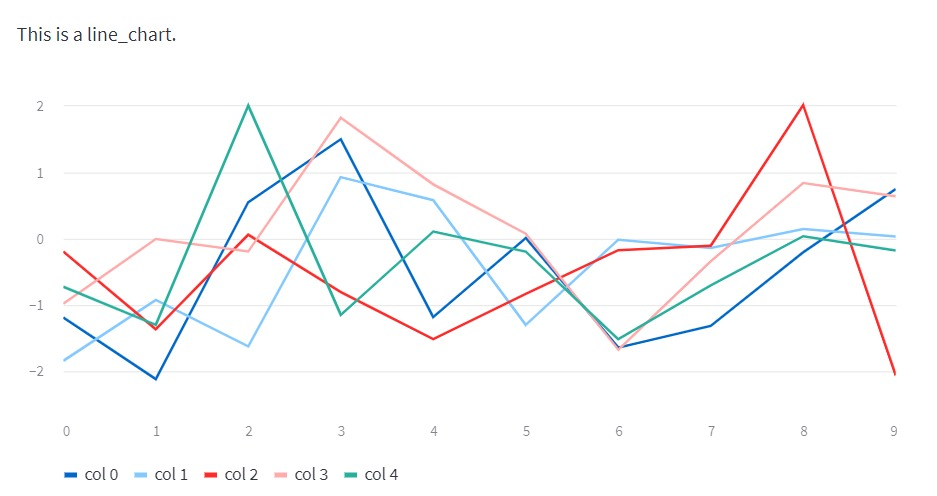 This is a line_chart.
2
1
0
−1
−2
0 1 2 3 4 5 6 7 8 9
col 0 col 1 col 2 col 3 col 4